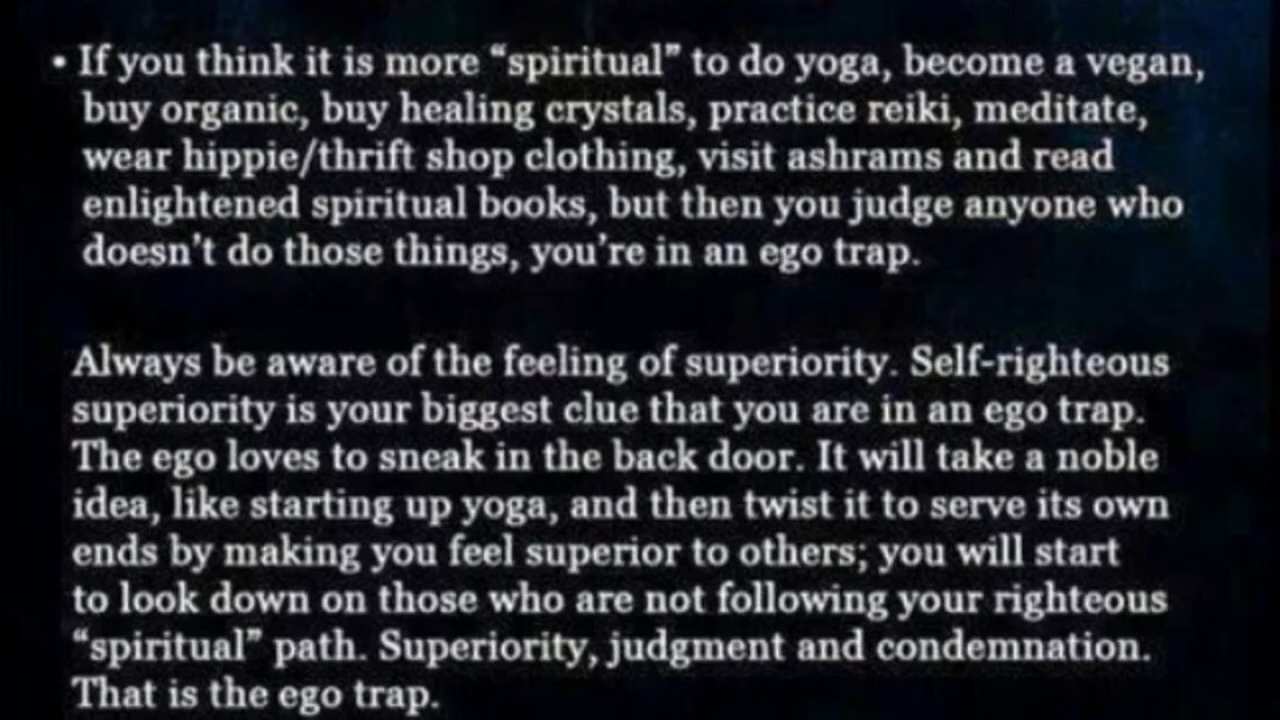 • If you think it is more “spiritual” to do yoga, become a vegan,
buy organic, buy healing crystals, practice reiki, meditate,
wear hippie/thrift shop clothing, visit ashrams and read
enlightened spiritual books, but then you judge anyone who
doesn’t do those things, you’re in an ego trap.
Always be aware of the feeling of superiority. Self-righteous
superiority is your biggest clue that you are in an ego trap.
The ego loves to sneak in the back door. It will take a noble
idea, like starting up yoga, and then twist it to serve its own
ends by making you feel superior to others; you will start
to look down on those who are not following your righteous
“spiritual” path. Superiority, judgment and condemnation.
That is the ego trap.